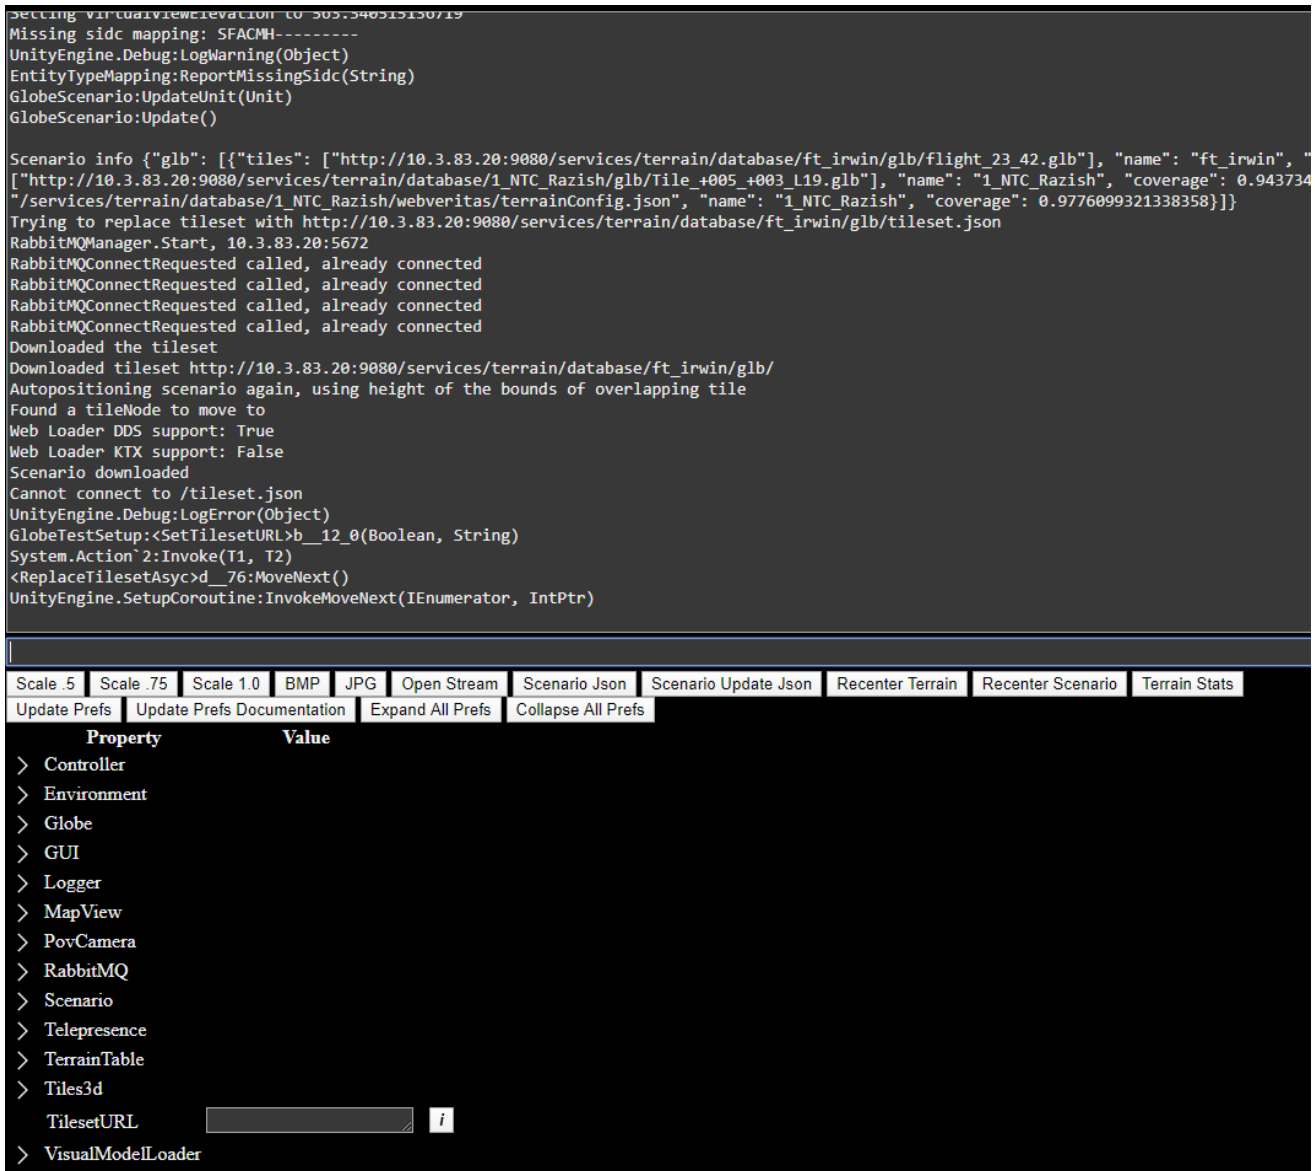 Setting VirtualViewElevation to 563.340515136719
Missing sidc mapping: SFACMH---------
UnityEngine.Debug:LogWarning(Object)
EntityTypeMapping:ReportMissingSidc(String)
GlobeScenario:UpdateUnit(Unit)
GlobeScenario:Update()
Scenario info {"glb": [{"tiles": ["http://10.3.83.20:9080/services/terrain/database/ft_irwin/glb/flight_23_42.glb"], "name": "ft_irwin", "
["http://10.3.83.20:9080/services/terrain/database/1_NTC_Razish/glb/Tile_+005_+003_L19.glb"], "name": "1_NTC_Razish", "coverage": 0.943734
"/services/terrain/database/1_NTC_Razish/webveritas/terrainConfig.json", "name": "1_NTC_Razish", "coverage": 0.9776099321338358}]}
Trying to replace tileset with http://10.3.83.20:9080/services/terrain/database/ft_irwin/glb/tileset.json
RabbitMQManager.Start, 10.3.83.20:5672
RabbitMQConnectRequested called, already connected
RabbitMQConnectRequested called, already connected
RabbitMQConnectRequested called, already connected
RabbitMQConnectRequested called, already connected
Downloaded the tileset
Downloaded tileset http://10.3.83.20:9080/services/terrain/database/ft_irwin/glb/
Autopositioning scenario again, using height of the bounds of overlapping tile
Found a tileNode to move to
Web Loader DDS support: True
Web Loader KTX support: False
Scenario downloaded
Cannot connect to /tileset.json
UnityEngine.Debug:LogError(Object)
GlobeTestSetup:<SetTilesetURL>b__12_0(Boolean, String)
System.Action`2:Invoke(T1, T2)
<ReplaceTilesetAsyc>d__76:MoveNext()
UnityEngine.SetupCoroutine:InvokeMoveNext(IEnumerator, IntPtr)
Scale .5 Scale .75 Scale 1.0 BMP JPG Open Stream Scenario Json Scenario Update Json Recenter Terrain Recenter Scenario Terrain Stats
Update Prefs Update Prefs Documentation Expand All Prefs Collapse All Prefs
Property Value
Controller
Environment
Globe
GUI
Logger
MapView
PovCamera
RabbitMQ
Scenario
Telepresence
TerrainTable
Tiles3d
TilesetURL i
VisualModelLoader